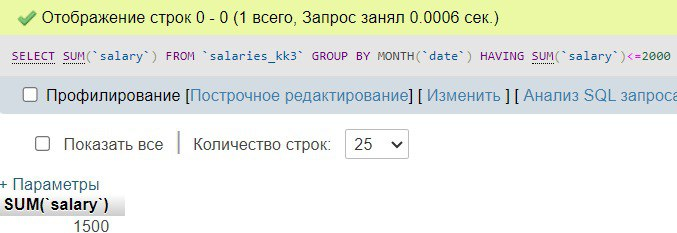 Отображение строк 0 - 0 (1 всего, Запрос занял 0.0006 сек.)
SELECT SUM(`salary`) FROM `salaries_kk3` GROUP BY MONTH(`date`) HAVING SUM(`salary`)<=2000
Профилирование [Построчное редактирование] [ Изменить ] [ Анализ SQL запроса
Показать все | Количество строк: 25
+ Параметры
SUM(`salary`)
1500